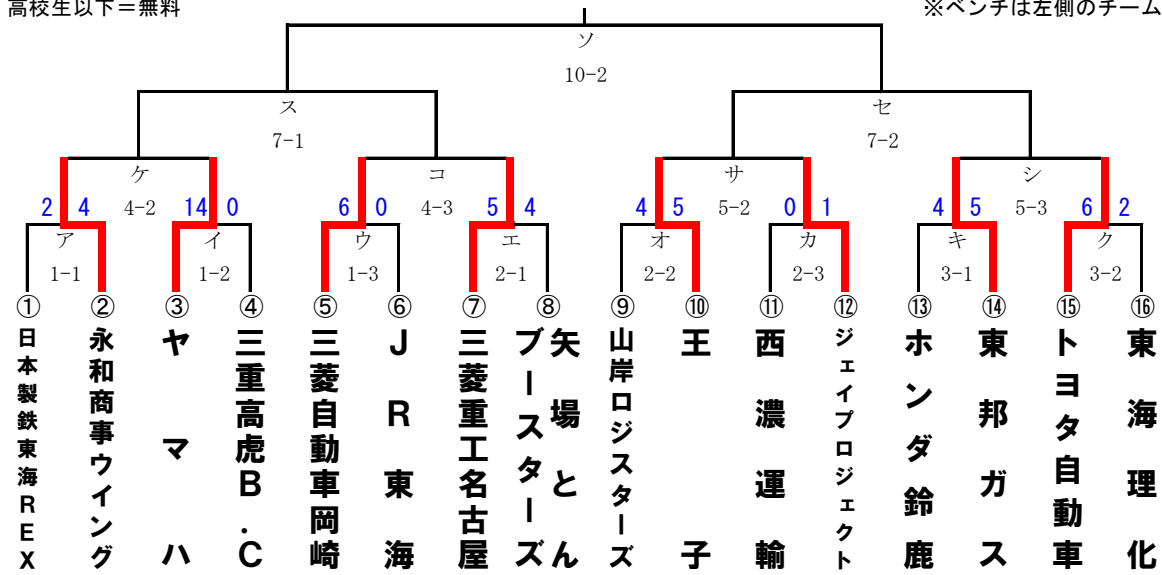 高校生以下＝無料
※ベンチは左側のチーム
ソ
10-2
ス
セ
7-1
7-2
ケ
コ
サ
シ
2 4 4-2 14 0 6 0 4-3 5 4 4 5 5-2 0 1 4 5 5-3 6 2
ア イ ウ エ オ カ キ ク
1-1 1-2 1-3 2-1 2-2 2-3 3-1 3-2
① ② ③ ④ ⑤ ⑥ ⑦ ⑧ ⑨ ⑩ ⑪ ⑫ ⑬ ⑭ ⑮ ⑯
日本製鉄東海REX
永和商事ウイング
ヤマハ
三重高虎B.C
三菱自動車岡崎
JR東海
三菱重工名古屋
矢場とん
ブースターズ
山岸ロジスターズ
王子
西濃運輸
ジェイプロジェクト
ホンダ鈴鹿
東邦ガス
トヨタ自動車
東海理化